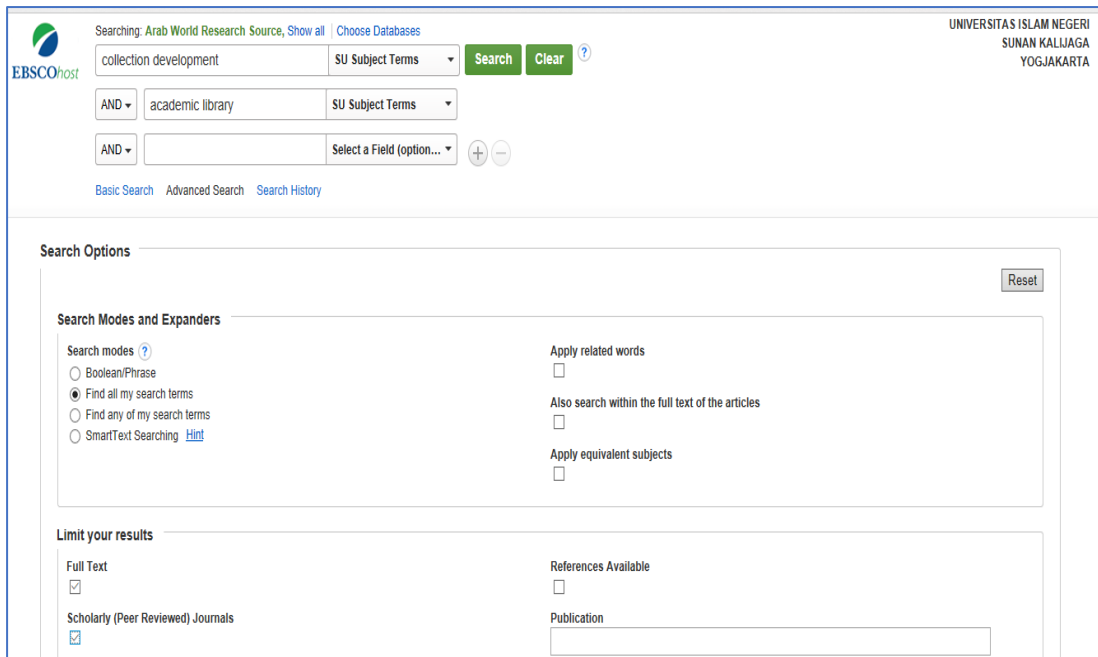 Searching: Arab World Research Source, Show all | Choose Databases
UNIVERSITAS ISLAM NEGERI
SUNAN KALIJAGA
YOGJAKARTA
EBSCOhost
collection development SU Subject Terms Search Clear ?
AND academic library SU Subject Terms
AND Select a Field (option...
Basic Search Advanced Search Search History
Search Options
Reset
Search Modes and Expanders
Search modes ?
Boolean/Phrase
Find all my search terms
Find any of my search terms
SmartText Searching Hint
Apply related words
Also search within the full text of the articles
Apply equivalent subjects
Limit your results
Full Text
References Available
Scholarly (Peer Reviewed) Journals
Publication